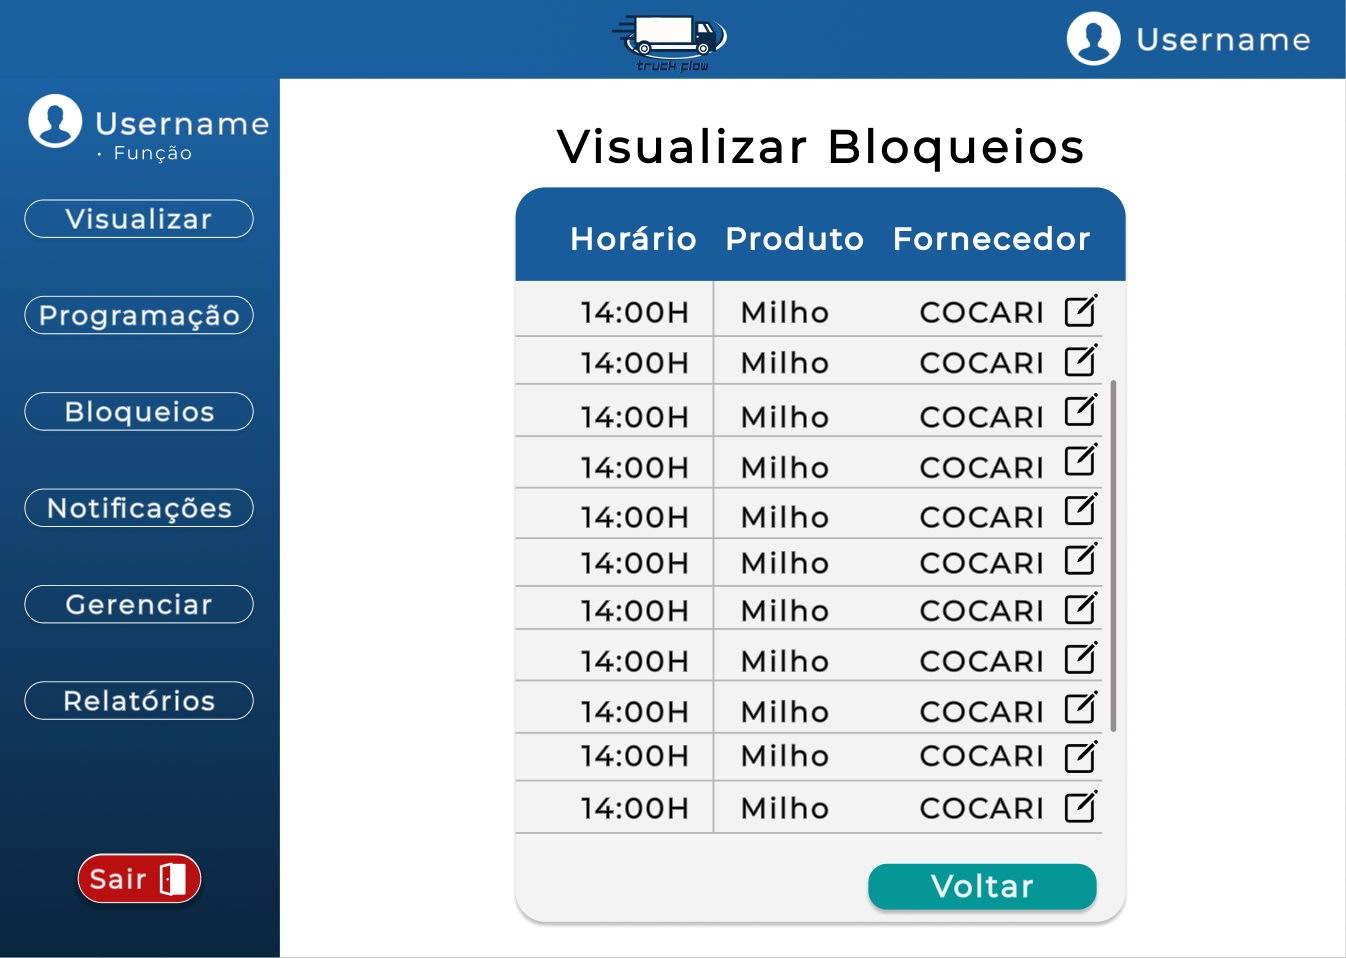 truck flow
Username
Username
• Função
Visualizar
Programação
Bloqueios
Notificações
Gerenciar
Relatórios
Sair
Visualizar Bloqueios
Horário Produto Fornecedor
14:00H Milho COCARI
14:00H Milho COCARI
14:00H Milho COCARI
14:00H Milho COCARI
14:00H Milho COCARI
14:00H Milho COCARI
14:00H Milho COCARI
14:00H Milho COCARI
14:00H Milho COCARI
14:00H Milho COCARI
14:00H Milho COCARI
Voltar